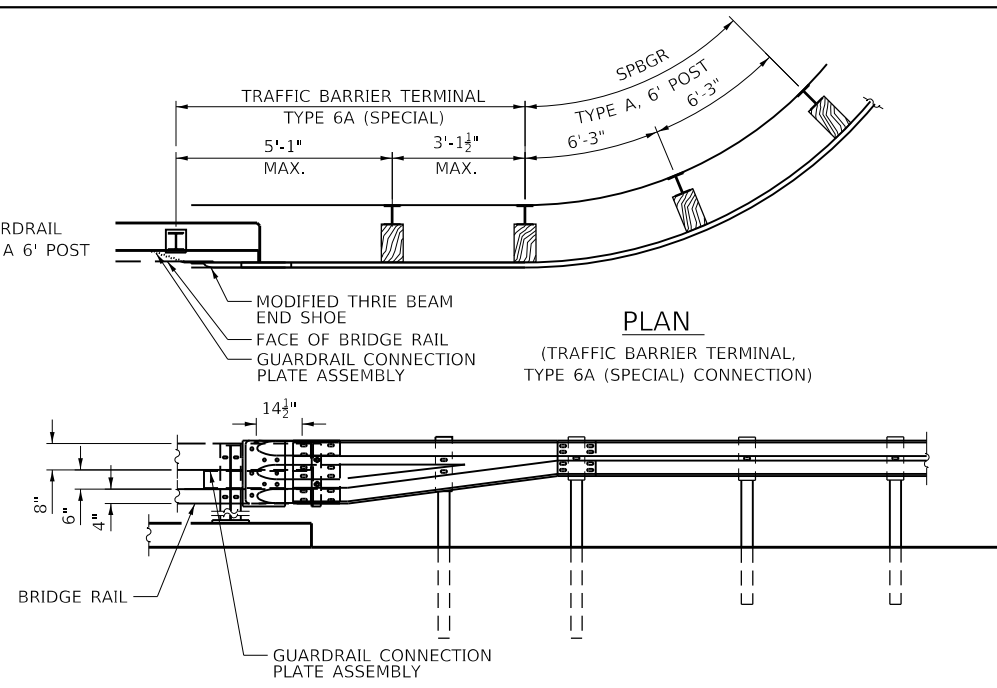 TRAFFIC BARRIER TERMINAL
TYPE 6A (SPECIAL)
5'-1"
MAX.
3'-1½"
MAX.
SPBGR
TYPE A, 6' POST
6'-3"
6'-3"
RDRAIL
A 6' POST
MODIFIED THRIE BEAM
END SHOE
FACE OF BRIDGE RAIL
GUARDRAIL CONNECTION
PLATE ASSEMBLY
PLAN
(TRAFFIC BARRIER TERMINAL,
TYPE 6A (SPECIAL) CONNECTION)
14½"
8"
6"
4"
BRIDGE RAIL
GUARDRAIL CONNECTION
PLATE ASSEMBLY